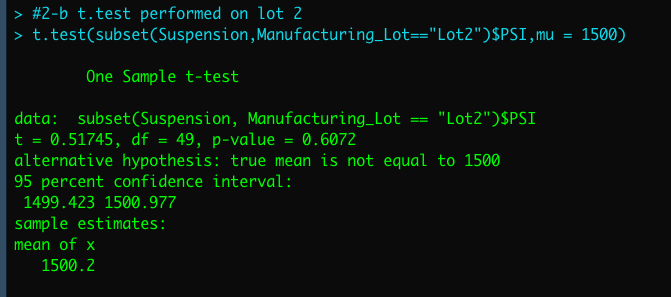 > #2-b t.test performed on lot 2
> t.test(subset(Suspension,Manufacturing_Lot=="Lot2")$PSI,mu = 1500)
One Sample t-test
data:  subset(Suspension, Manufacturing_Lot == "Lot2")$PSI
t = 0.51745, df = 49, p-value = 0.6072
alternative hypothesis: true mean is not equal to 1500
95 percent confidence interval:
1499.423 1500.977
sample estimates:
mean of x
1500.2